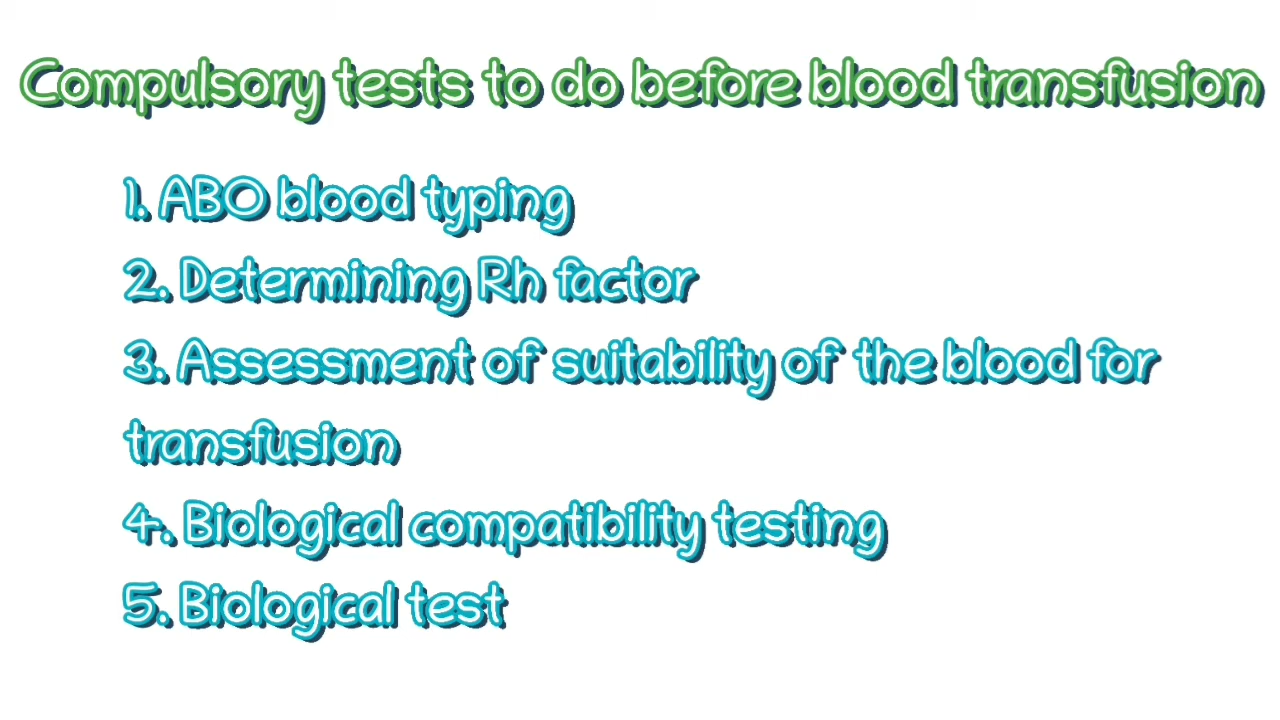 Compulsory tests to do before blood transfusion
1. ABO blood typing
2. Determining Rh factor
3. Assessment of suitability of the blood for
transfusion
4. Biological compatibility testing
5. Biological test